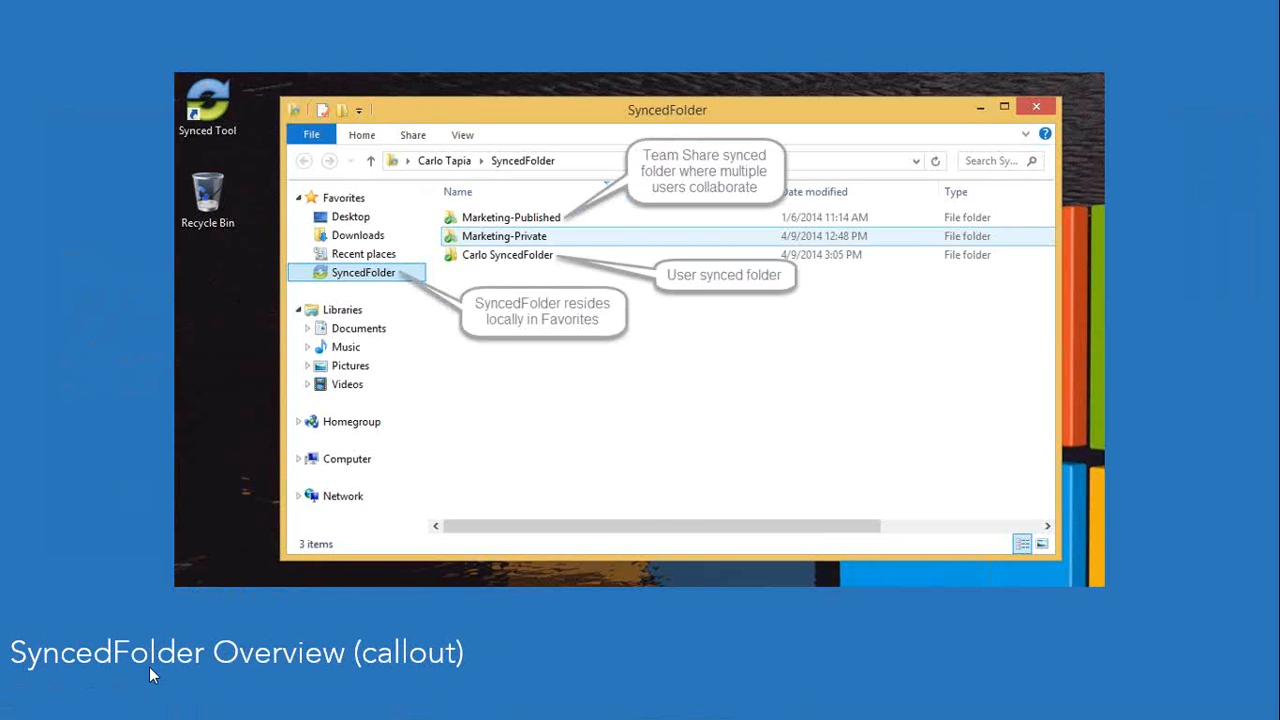 Synced Tool
Recycle Bin
SyncedFolder
File Home Share View
Carlo Tapia SyncedFolder
Search Sy...
Name Date modified Type
Team Share synced
folder where multiple
users collaborate
Favorites
Desktop
Downloads
Recent places
SyncedFolder
Libraries
Documents
Music
Pictures
Videos
Homegroup
Computer
Network
Marketing-Published 1/6/2014 11:14 AM File folder
Marketing-Private 4/9/2014 12:48 PM File folder
Carlo SyncedFolder 4/9/2014 3:05 PM File folder
User synced folder
SyncedFolder resides
locally in Favorites
3 items
SyncedFolder Overview (callout)